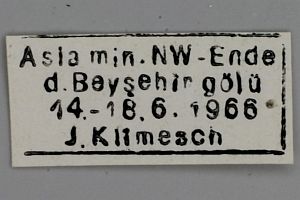 Asia min. NW-Ende
d. Beyşehir gölü
14.-18.6.1966
J. Klimesch